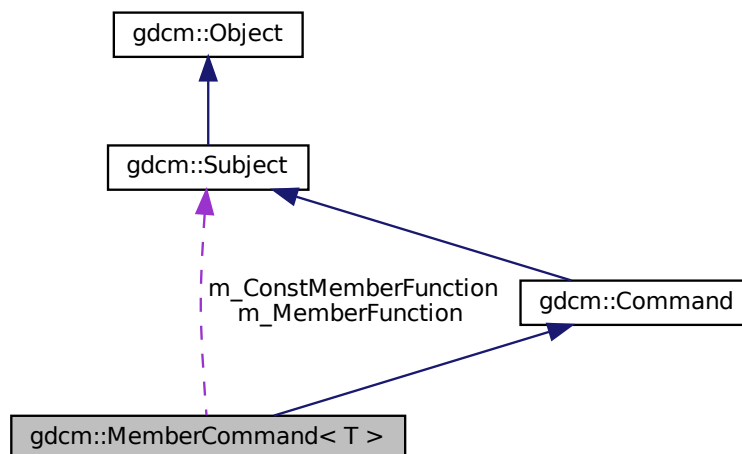 gdcm::Object
gdcm::Subject
m_ConstMemberFunction
m_MemberFunction
gdcm::Command
gdcm::MemberCommand< T >